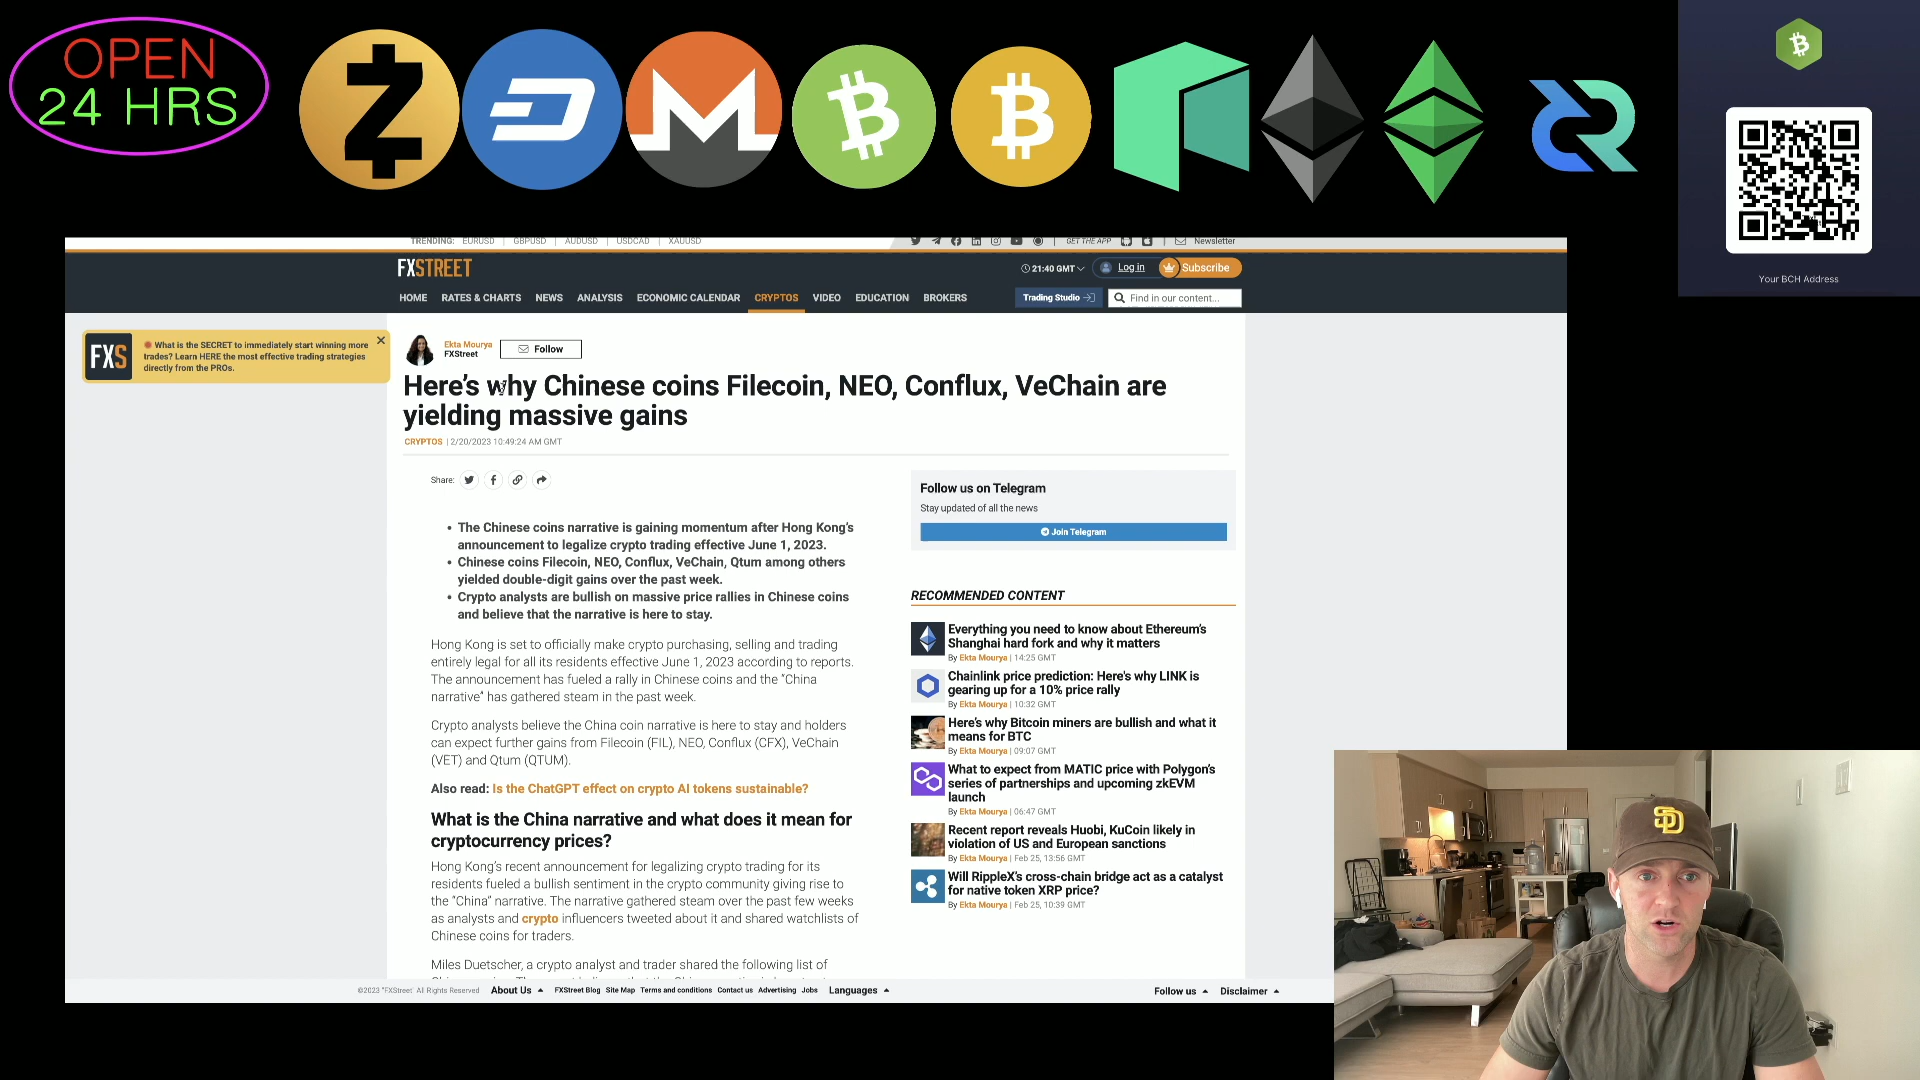 OPEN
24 HRS
Your BCH Address
TRENDING: EURUSD | GBPUSD | AUDUSD | USDCAD | XAUUSD
GET THE APP
Newsletter
FXSTREET
21:40 GMT
Log in
Subscribe
HOME RATES & CHARTS NEWS ANALYSIS ECONOMIC CALENDAR CRYPTOS VIDEO EDUCATION BROKERS
Trading Studio
Find in our content...
FXS
What is the SECRET to immediately start winning more
trades? Learn HERE the most effective trading strategies
directly from the PROs.
Ekta Mourya
FXStreet
Follow
Here's why Chinese coins Filecoin, NEO, Conflux, VeChain are
yielding massive gains
CRYPTOS | 2/20/2023 10:49:24 AM GMT
Share:
• The Chinese coins narrative is gaining momentum after Hong Kong's
announcement to legalize crypto trading effective June 1, 2023.
• Chinese coins Filecoin, NEO, Conflux, VeChain, Qtum among others
yielded double-digit gains over the past week.
• Crypto analysts are bullish on massive price rallies in Chinese coins
and believe that the narrative is here to stay.
Hong Kong is set to officially make crypto purchasing, selling and trading
entirely legal for all its residents effective June 1, 2023 according to reports.
The announcement has fueled a rally in Chinese coins and the "China
narrative" has gathered steam in the past week.
Crypto analysts believe the China coin narrative is here to stay and holders
can expect further gains from Filecoin (FIL), NEO, Conflux (CFX), VeChain
(VET) and Qtum (QTUM).
Also read: Is the ChatGPT effect on crypto AI tokens sustainable?
What is the China narrative and what does it mean for
cryptocurrency prices?
Hong Kong's recent announcement for legalizing crypto trading for its
residents fueled a bullish sentiment in the crypto community giving rise to
the "China" narrative. The narrative gathered steam over the past few weeks
as analysts and crypto influencers tweeted about it and shared watchlists of
Chinese coins for traders.
Miles Duetscher, a crypto analyst and trader shared the following list of
Follow us on Telegram
Stay updated of all the news
Join Telegram
RECOMMENDED CONTENT
Everything you need to know about Ethereum's
Shanghai hard fork and why it matters
By Ekta Mourya | 14:25 GMT
Chainlink price prediction: Here's why LINK is
gearing up for a 10% price rally
By Ekta Mourya | 10:32 GMT
Here's why Bitcoin miners are bullish and what it
means for BTC
By Ekta Mourya | 09:07 GMT
What to expect from MATIC price with Polygon's
series of partnerships and upcoming zkEVM
launch
By Ekta Mourya | 06:47 GMT
Recent report reveals Huobi, KuCoin likely in
violation of US and European sanctions
By Ekta Mourya | Feb 25, 13:56 GMT
Will RippleX's cross-chain bridge act as a catalyst
for native token XRP price?
By Ekta Mourya | Feb 25, 10:39 GMT
©2023 "FXStreet" All Rights Reserved About Us FXStreet Blog Site Map Terms and conditions Contact us Advertising Jobs Languages
Follow us Disclaimer
SD